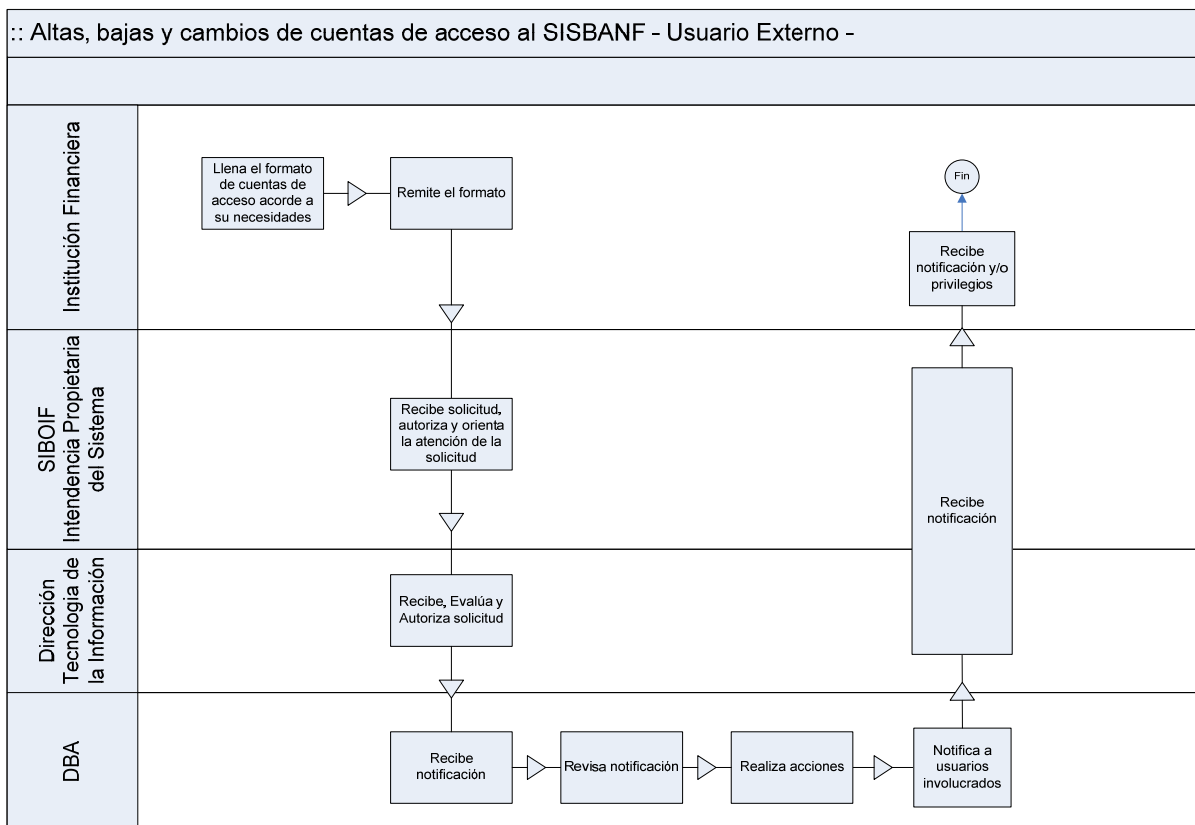 :: Altas, bajas y cambios de cuentas de acceso al SISBANF - Usuario Externo -
Institución Financiera
Llena el formato
de cuentas de
acceso acorde a
su necesidades
Remite el formato
Fin
Recibe
notificación y/o
privilegios
SIBOIF
Intendencia Propietaria
del Sistema
Recibe solicitud,
autoriza y orienta
la atención de la
solicitud
Recibe
notificación
Dirección
Tecnologia de
la Información
Recibe, Evalúa y
Autoriza solicitud
DBA
Recibe
notificación
Revisa notificación
Realiza acciones
Notifica a
usuarios
involucrados